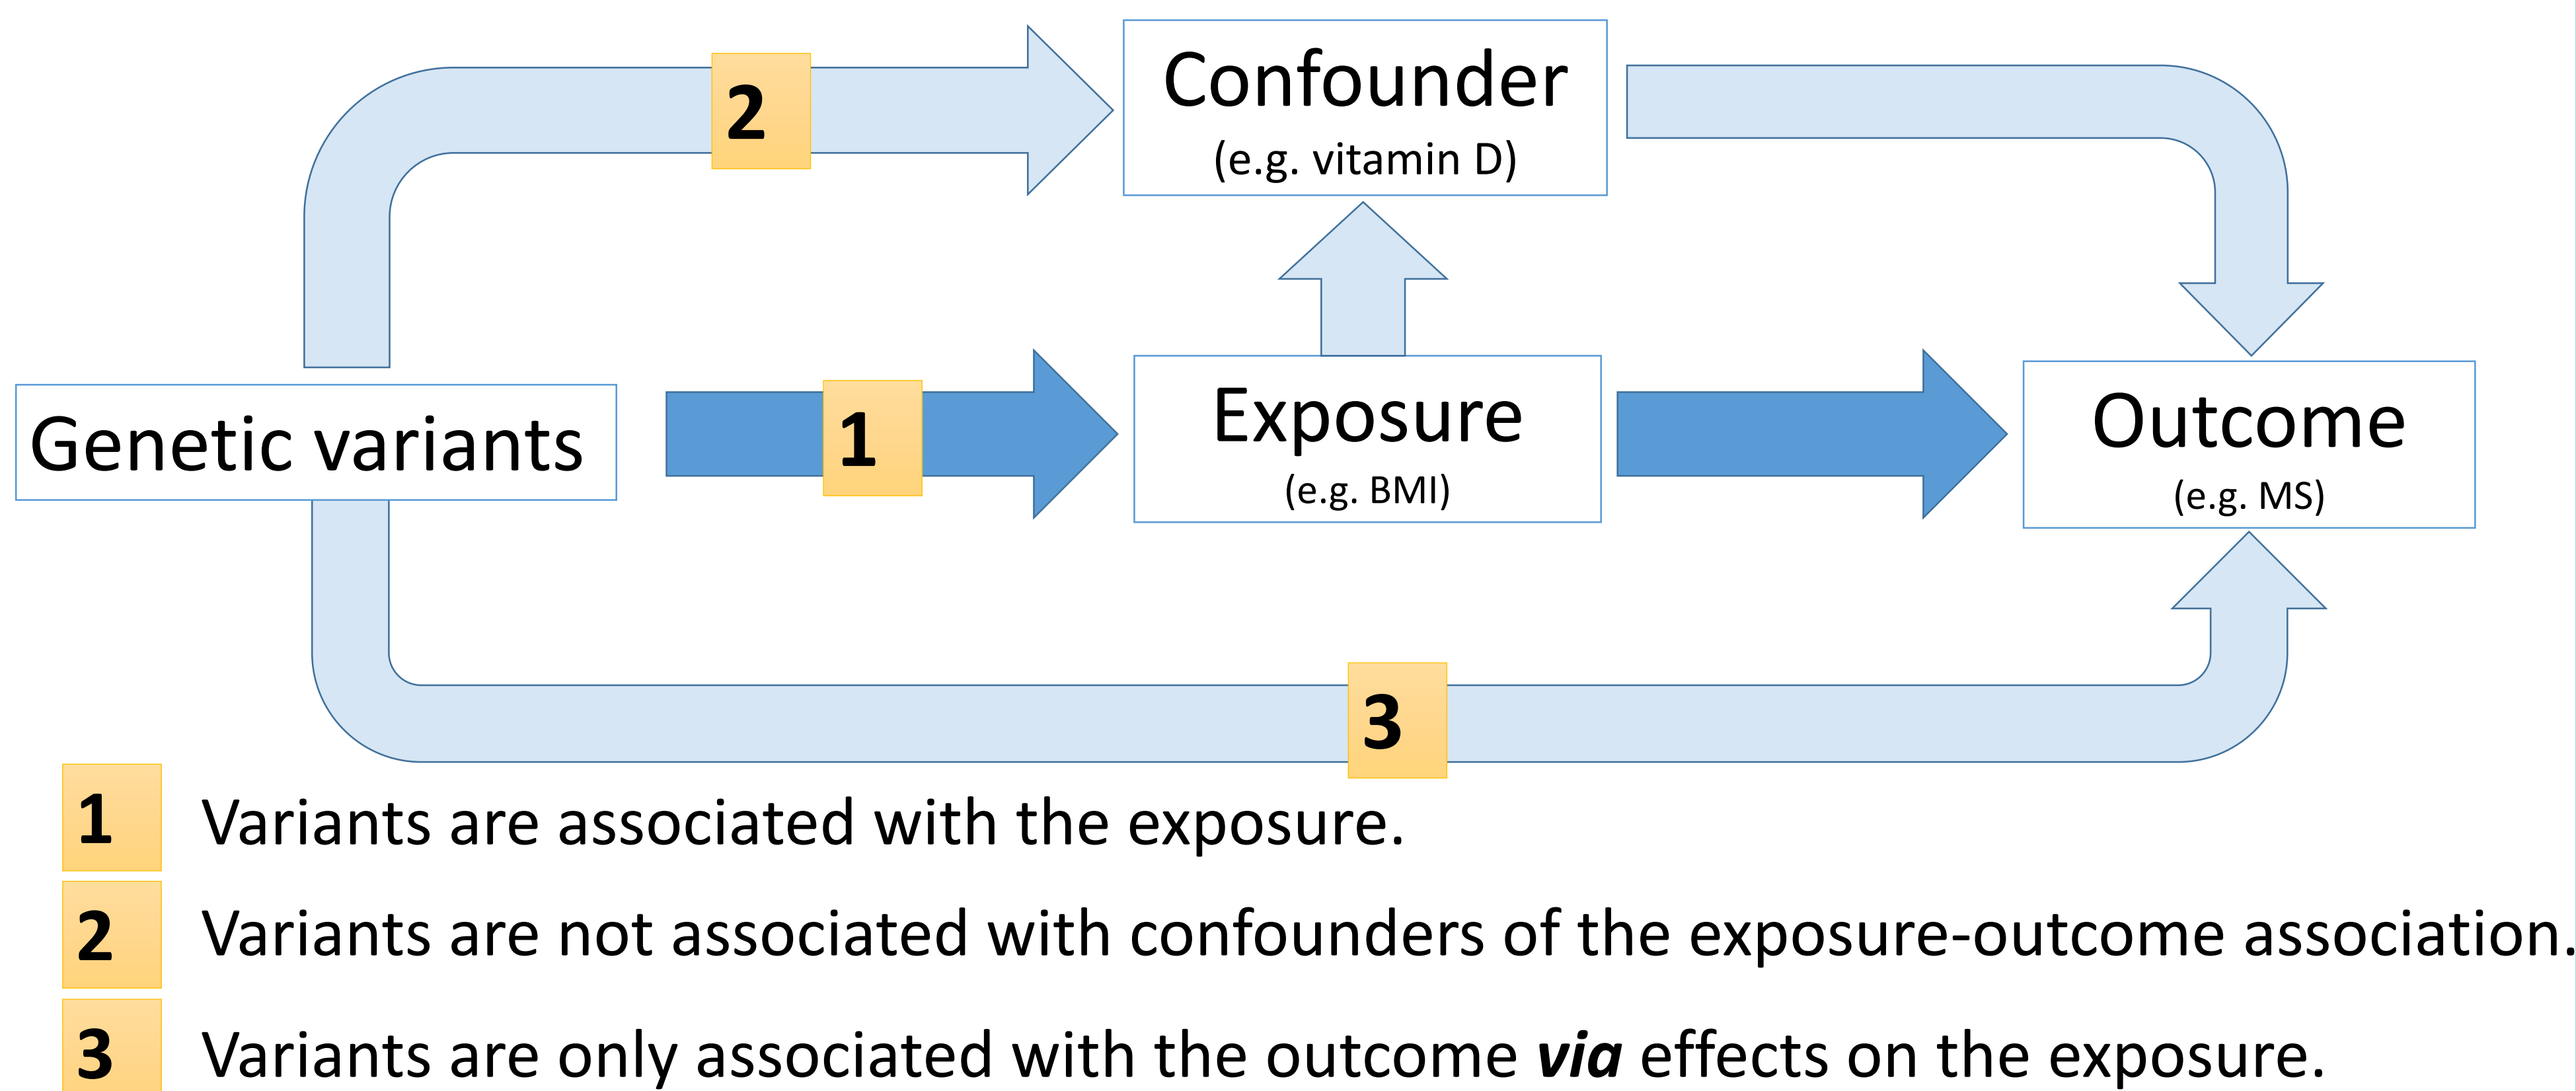 2
Confounder
(e.g. vitamin D)
Genetic variants
1
Exposure
(e.g. BMI)
Outcome
(e.g. MS)
3
1 Variants are associated with the exposure.
2 Variants are not associated with confounders of the exposure-outcome association.
3 Variants are only associated with the outcome via effects on the exposure.